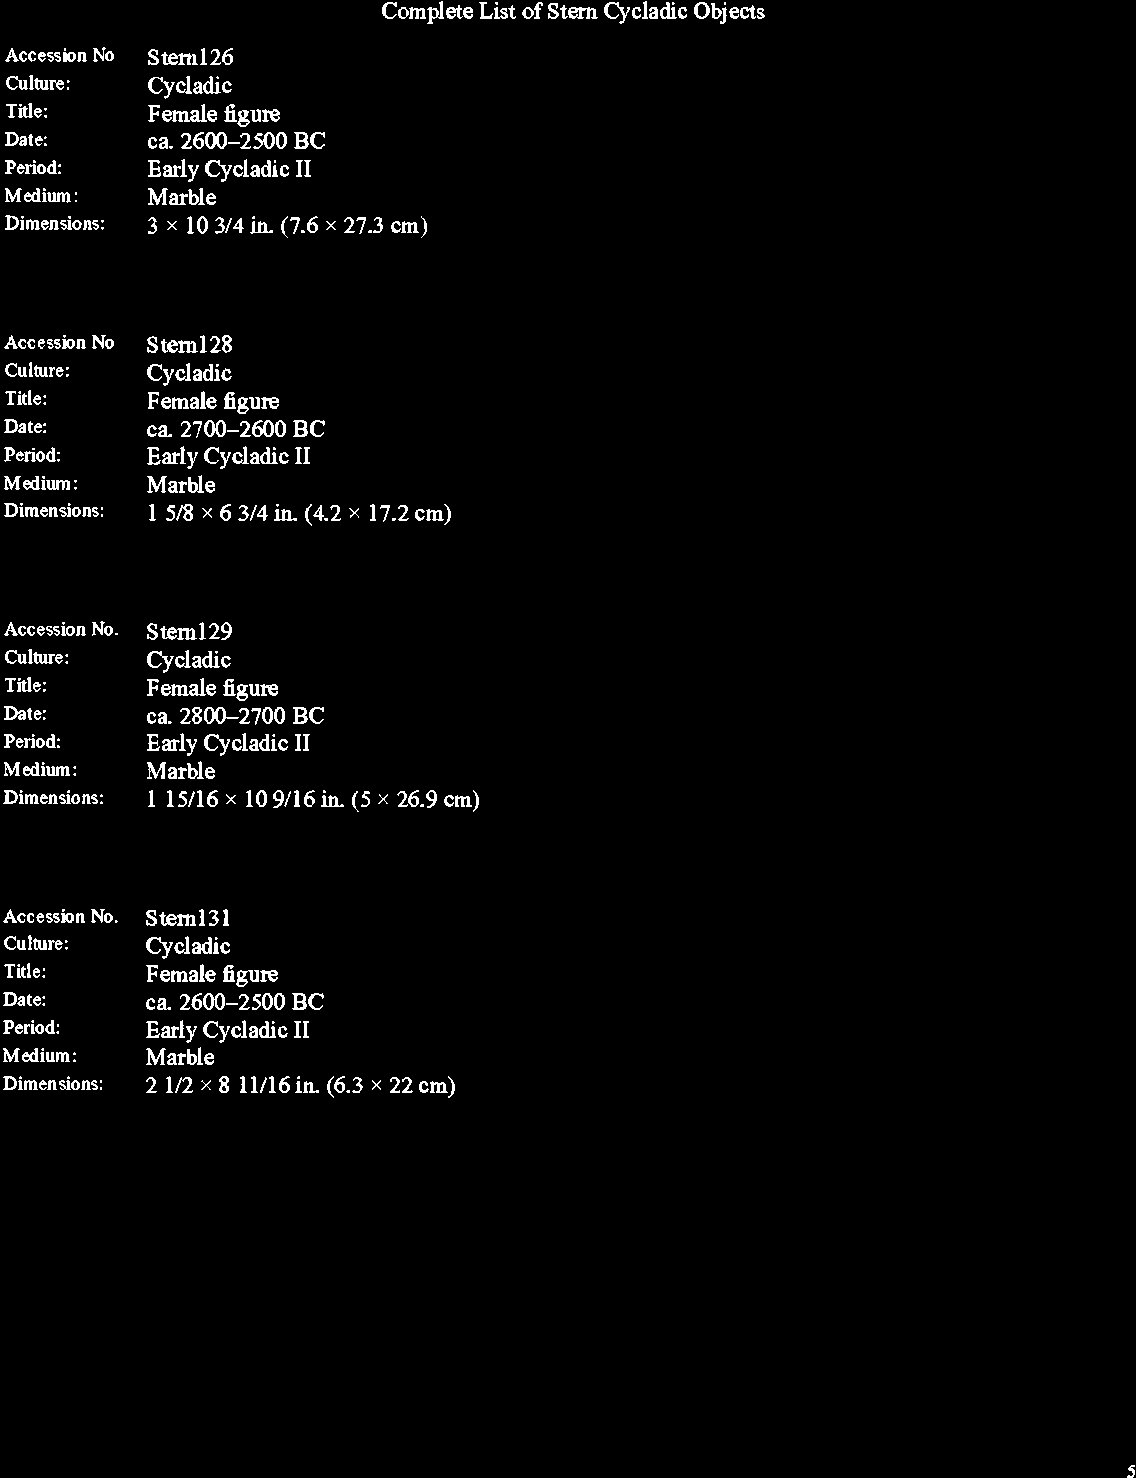 Complete List of Stern Cycladic Objects
Accession No Stern126
Culture: Cycladic
Title: Female figure
Date: ca. 2600–2500 BC
Period: Early Cycladic II
Medium: Marble
Dimensions: 3 × 10 3/4 in. (7.6 × 27.3 cm)
Accession No Stern128
Culture: Cycladic
Title: Female figure
Date: ca. 2700–2600 BC
Period: Early Cycladic II
Medium: Marble
Dimensions: 1 5/8 × 6 3/4 in. (4.2 × 17.2 cm)
Accession No. Stern129
Culture: Cycladic
Title: Female figure
Date: ca. 2800–2700 BC
Period: Early Cycladic II
Medium: Marble
Dimensions: 1 15/16 × 10 9/16 in. (5 × 26.9 cm)
Accession No. Stern131
Culture: Cycladic
Title: Female figure
Date: ca. 2600–2500 BC
Period: Early Cycladic II
Medium: Marble
Dimensions: 2 1/2 × 8 11/16 in. (6.3 × 22 cm)
5